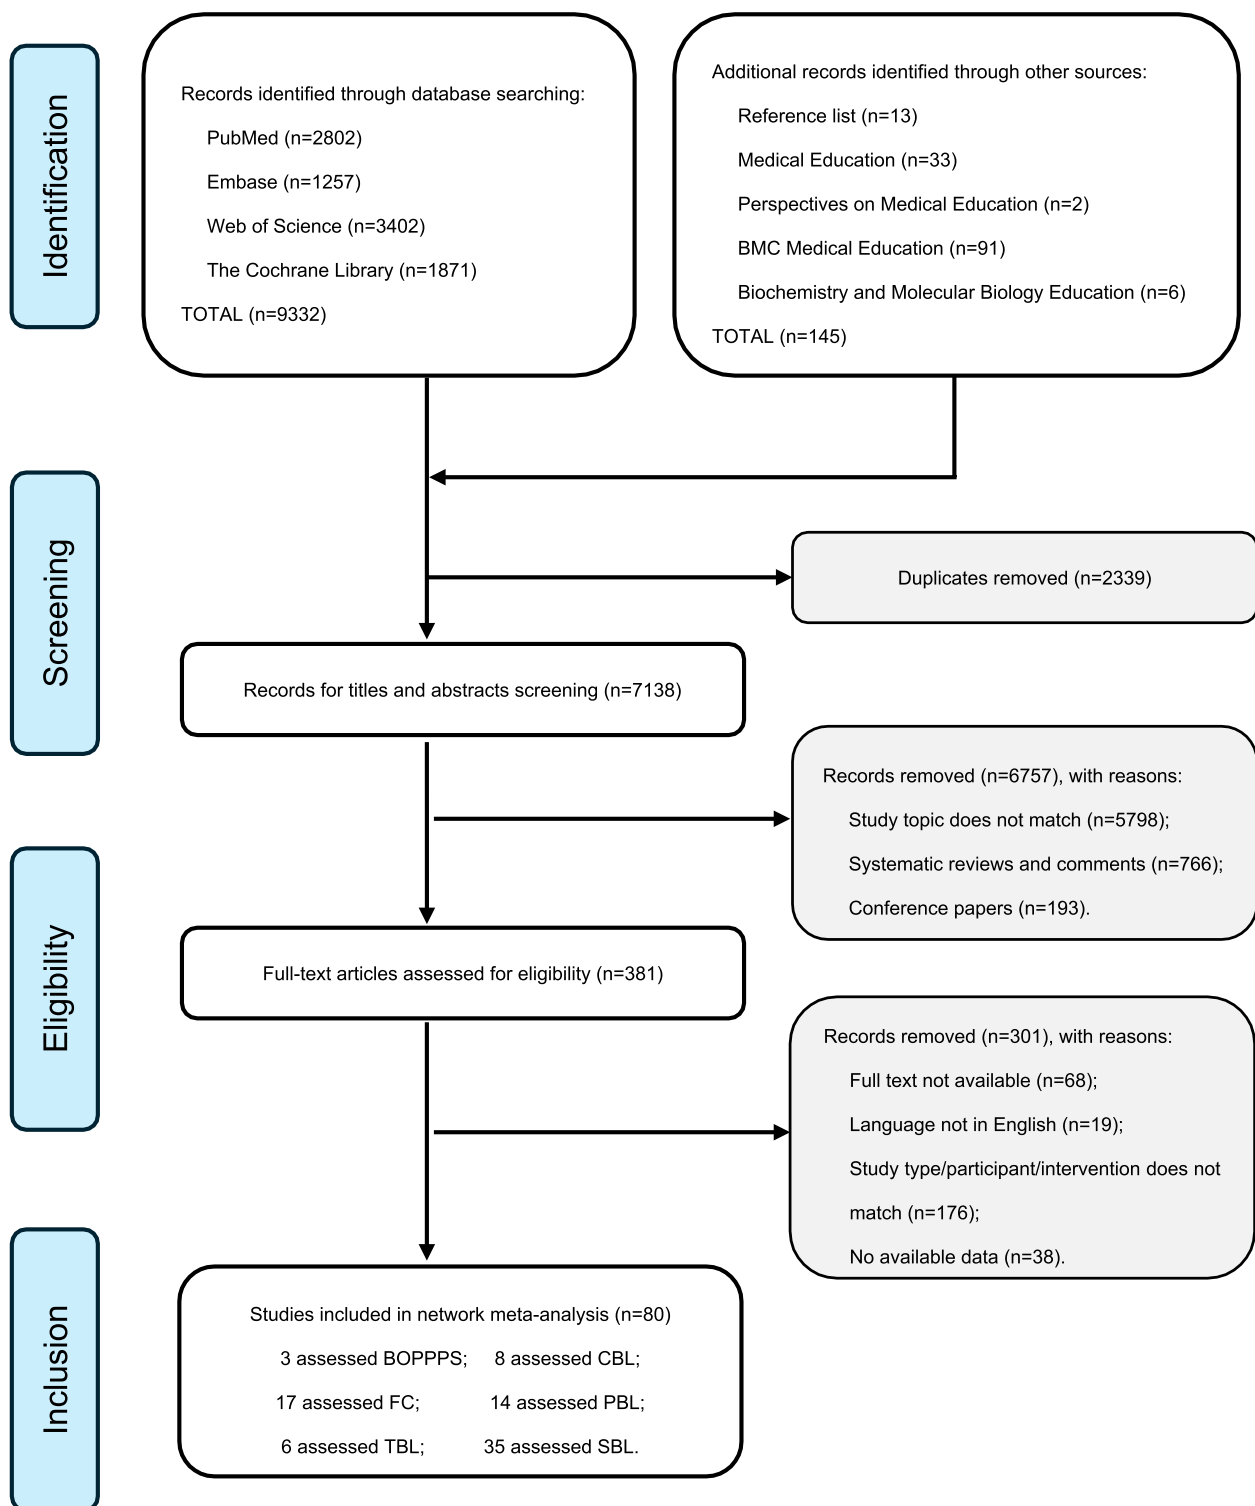 Identification
Records identified through database searching:
PubMed (n=2802)
Embase (n=1257)
Web of Science (n=3402)
The Cochrane Library (n=1871)
TOTAL (n=9332)
Additional records identified through other sources:
Reference list (n=13)
Medical Education (n=33)
Perspectives on Medical Education (n=2)
BMC Medical Education (n=91)
Biochemistry and Molecular Biology Education (n=6)
TOTAL (n=145)
Screening
Duplicates removed (n=2339)
Records for titles and abstracts screening (n=7138)
Records removed (n=6757), with reasons:
Study topic does not match (n=5798);
Systematic reviews and comments (n=766);
Conference papers (n=193).
Eligibility
Full-text articles assessed for eligibility (n=381)
Records removed (n=301), with reasons:
Full text not available (n=68);
Language not in English (n=19);
Study type/participant/intervention does not
match (n=176);
No available data (n=38).
Inclusion
Studies included in network meta-analysis (n=80)
3 assessed BOPPPS; 8 assessed CBL;
17 assessed FC; 14 assessed PBL;
6 assessed TBL; 35 assessed SBL.